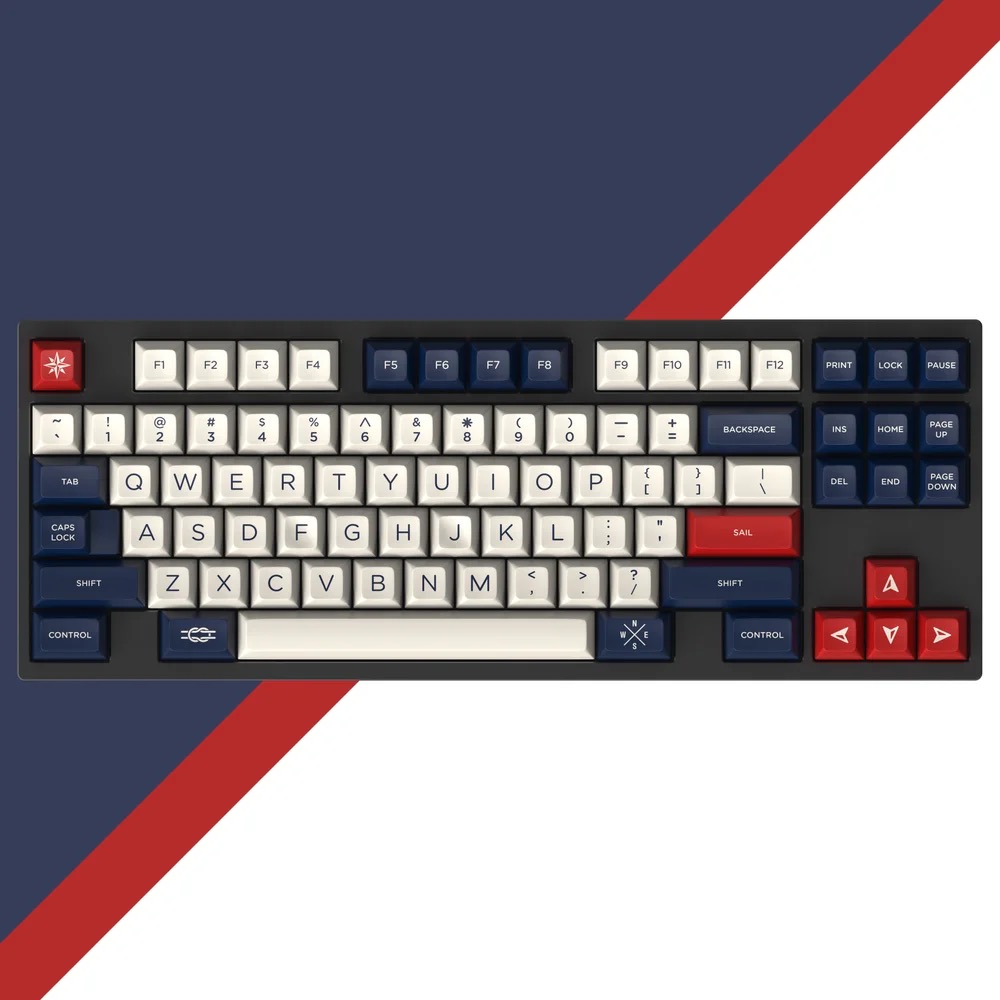 F1 F2 F3 F4 F5 F6 F7 F8 F9 F10 F11 F12 PRINT LOCK PAUSE
~ ! @ # $ % ^ & * ( ) — +
` 1 2 3 4 5 6 7 8 9 0 - = BACKSPACE INS HOME PAGE UP
TAB Q W E R T Y U I O P { } |
[ ] \ DEL END PAGE DOWN
CAPS LOCK A S D F G H J K L : "
; ' SAIL
SHIFT Z X C V B N M < > ?
, . / SHIFT
CONTROL N
W E
S CONTROL